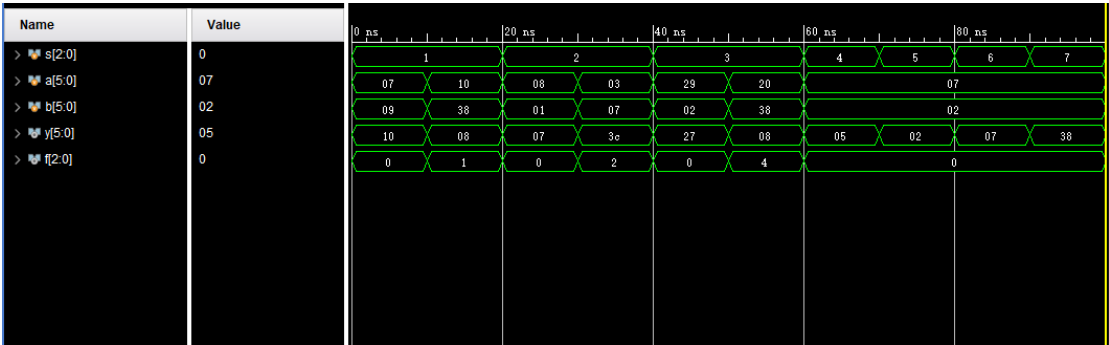 Name Value 0 ns 20 ns 40 ns 60 ns 80 ns
s[2:0] 0 1 2 3 4 5 6 7
a[5:0] 07 07 10 08 03 29 20 07
b[5:0] 02 09 38 01 07 02 38 02
y[5:0] 05 10 08 07 3c 27 08 05 02 07 38
f[2:0] 0 0 1 0 2 0 4 0